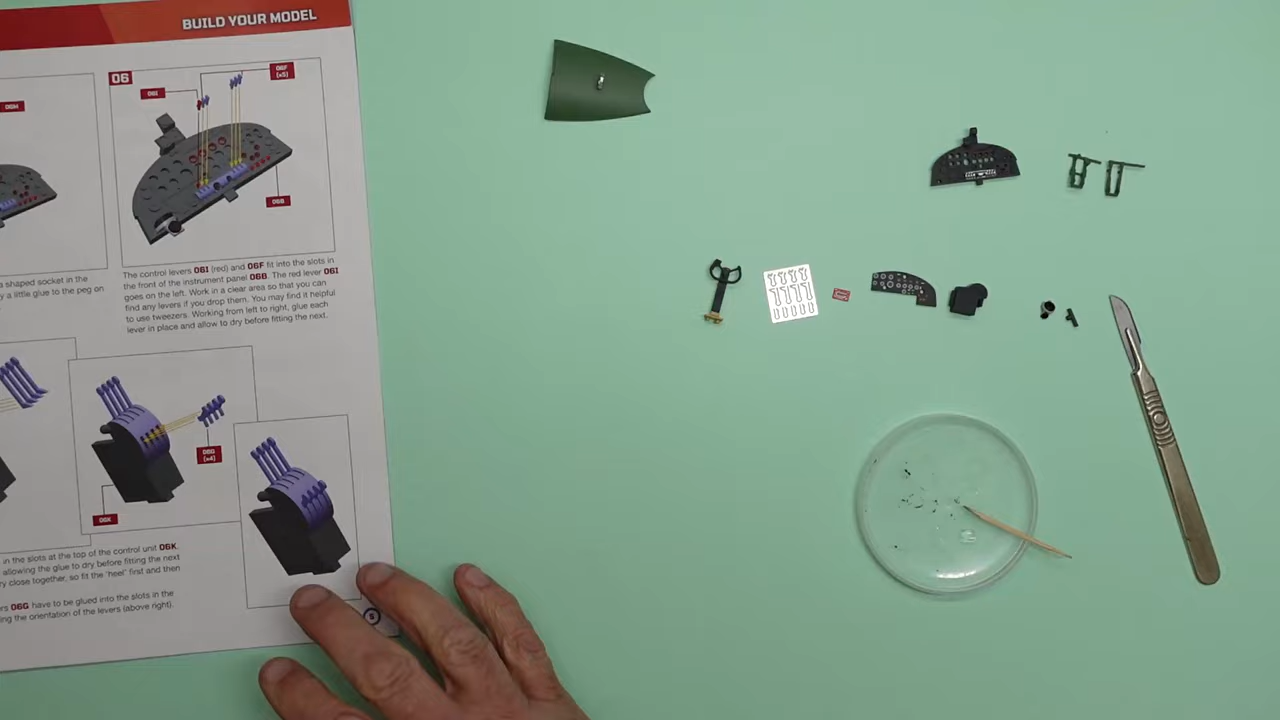 BUILD YOUR MODEL
06M
06
06I
06F
(x5)
06B
a shaped socket in the
y a little glue to the peg on
The control levers 06I (red) and 06F fit into the slots in
the front of the instrument panel 06B. The red lever 06I
goes on the left. Work in a clear area so that you can
find any levers if you drop them. You may find it helpful
to use tweezers. Working from left to right, glue each
lever in place and allow to dry before fitting the next.
06G
(x4)
06K
in the slots at the top of the control unit 06K,
allowing the glue to dry before fitting the next
ry close together, so fit the "heel" first and then
rs 06G have to be glued into the slots in the
ing the orientation of the levers (above right).
5